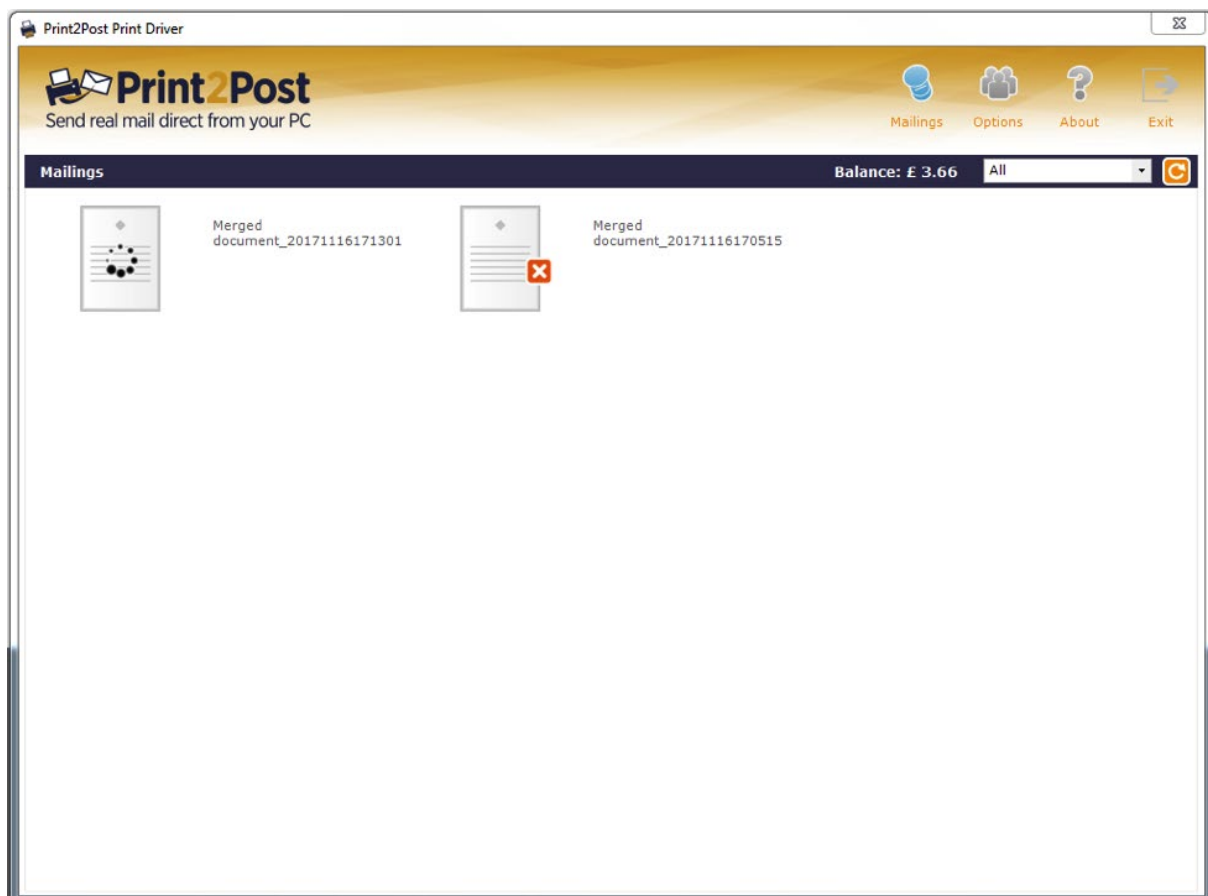 Print2Post Print Driver
Print2Post
Send real mail direct from your PC
Mailings Options About Exit
Mailings Balance: £ 3.66 All
Merged
document_20171116171301
Merged
document_20171116170515